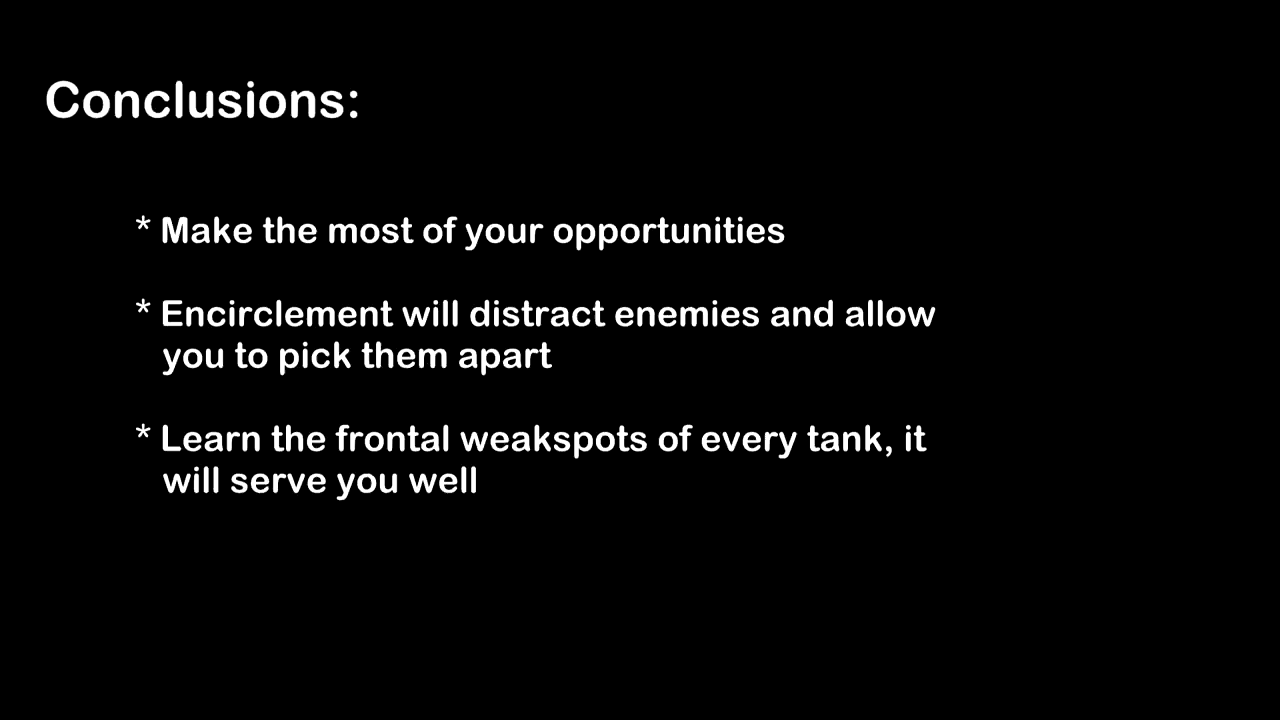 Conclusions:
* Make the most of your opportunities
* Encirclement will distract enemies and allow
you to pick them apart
* Learn the frontal weakspots of every tank, it
will serve you well